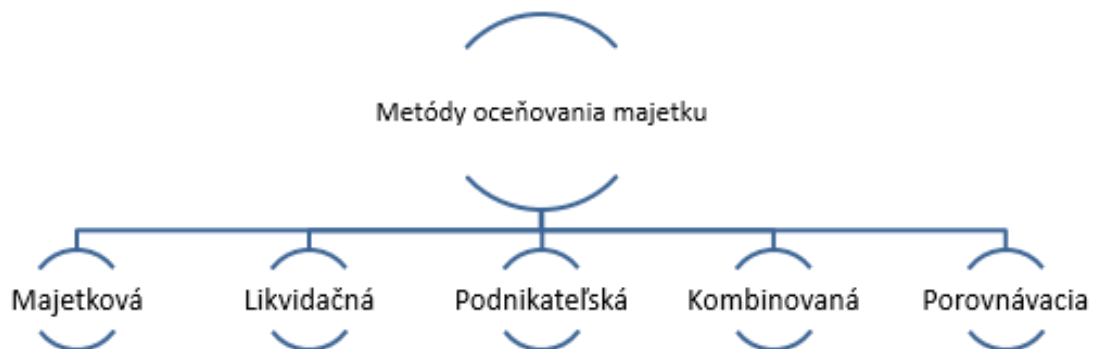 Metódy oceňovania majetku
Majetková
Likvidačná
Podnikateľská
Kombinovaná
Porovnávacia